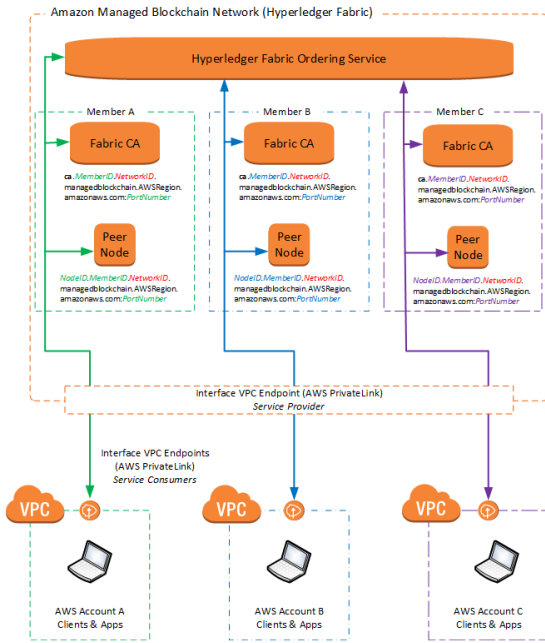 Amazon Managed Blockchain Network (Hyperledger Fabric)
Hyperledger Fabric Ordering Service
Member A
Fabric CA
ca.MemberID.NetworkID.
managedblockchain.AWSRegion.
amazonaws.com:PortNumber
Peer
Node
NodeID.MemberID.NetworkID.
managedblockchain.AWSRegion.
amazonaws.com:PortNumber
Member B
Fabric CA
ca.MemberID.NetworkID.
managedblockchain.AWSRegion.
amazonaws.com:PortNumber
Peer
Node
NodeID.MemberID.NetworkID.
managedblockchain.AWSRegion.
amazonaws.com:PortNumber
Member C
Fabric CA
ca.MemberID.NetworkID.
managedblockchain.AWSRegion.
amazonaws.com:PortNumber
Peer
Node
NodeID.MemberID.NetworkID.
managedblockchain.AWSRegion.
amazonaws.com:PortNumber
Interface VPC Endpoint (AWS PrivateLink)
Service Provider
Interface VPC Endpoints
(AWS PrivateLink)
Service Consumers
VPC
AWS Account A
Clients & Apps
VPC
AWS Account B
Clients & Apps
VPC
AWS Account C
Clients & Apps